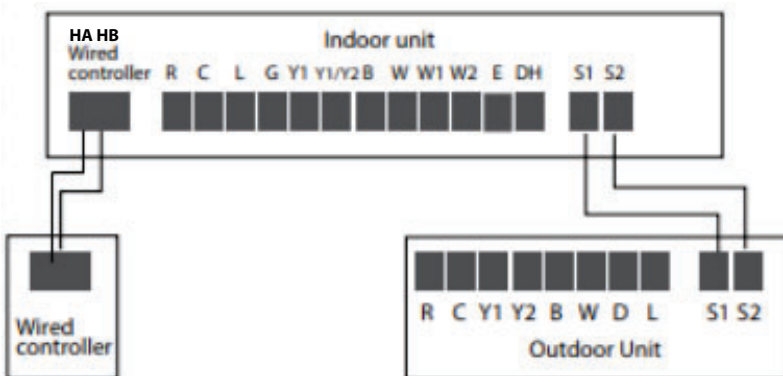 HA HB
Indoor unit
Wired
controller R C L G Y1 Y1/Y2 B W W1 W2 E DH S1 S2
R C Y1 Y2 B W D L S1 S2
Wired
controller
Outdoor Unit